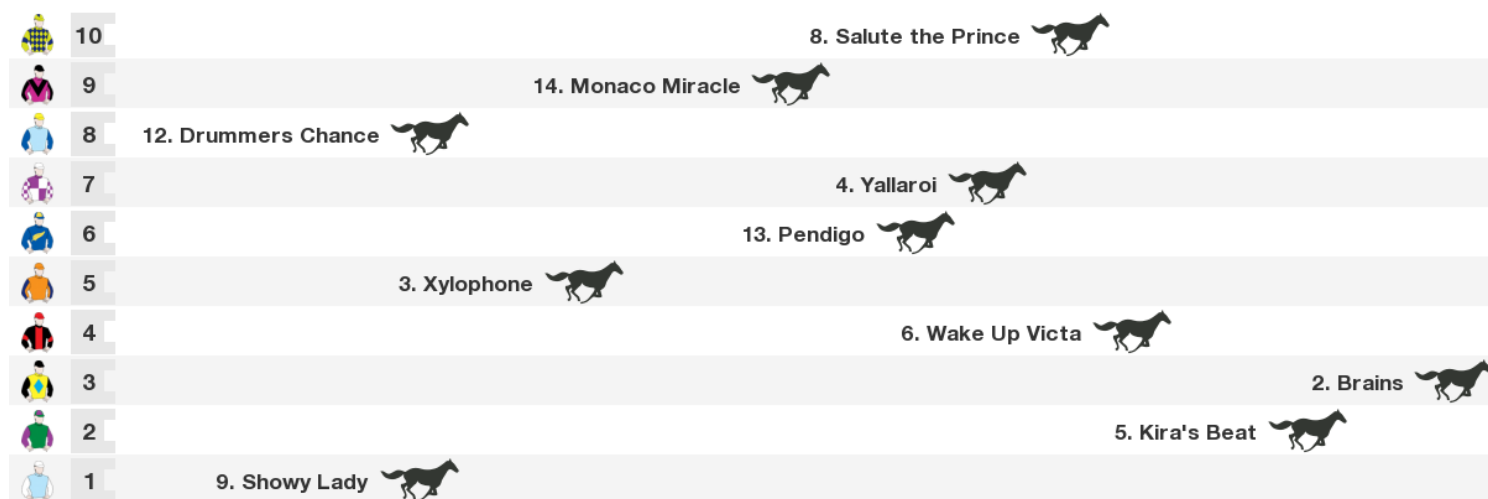 10 8. Salute the Prince
9 14. Monaco Miracle
8 12. Drummers Chance
7 4. Yallaroi
6 13. Pendigo
5 3. Xylophone
4 6. Wake Up Victa
3 2. Brains
2 5. Kira's Beat
1 9. Showy Lady